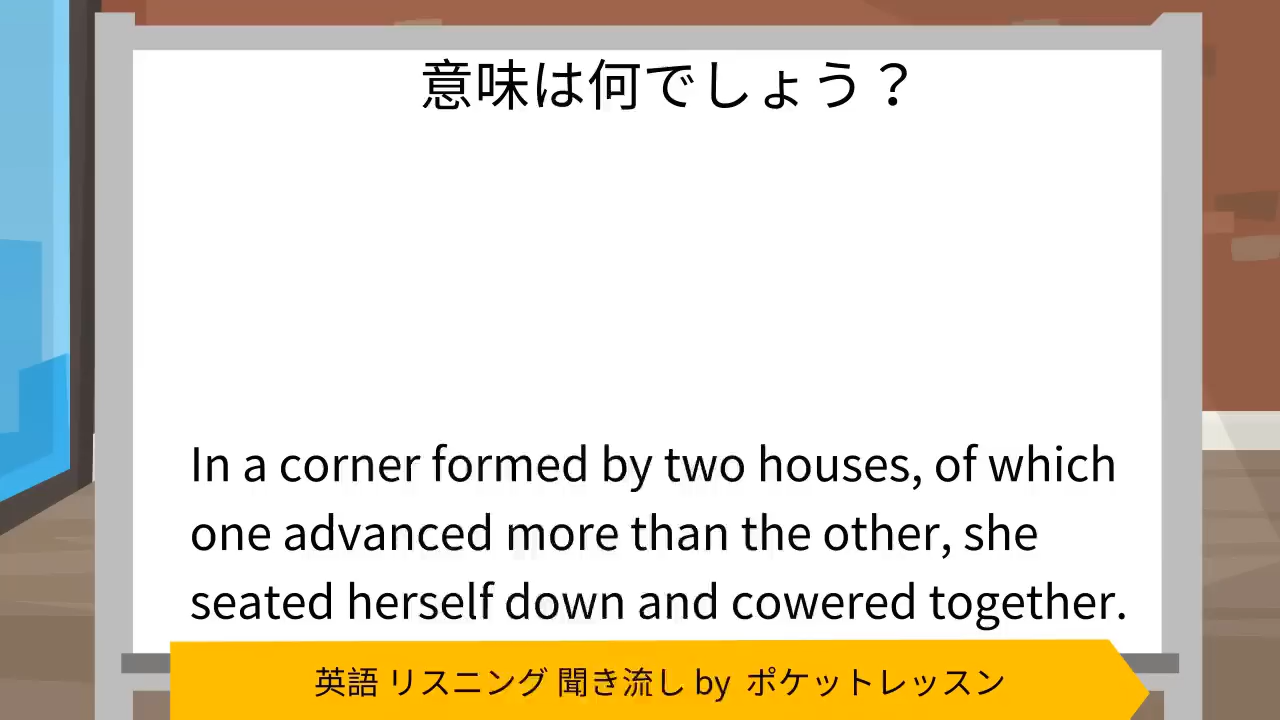 意味は何でしょう？
In a corner formed by two houses, of which
one advanced more than the other, she
seated herself down and cowered together.
英語 リスニング 聞き流し by ポケットレッスン